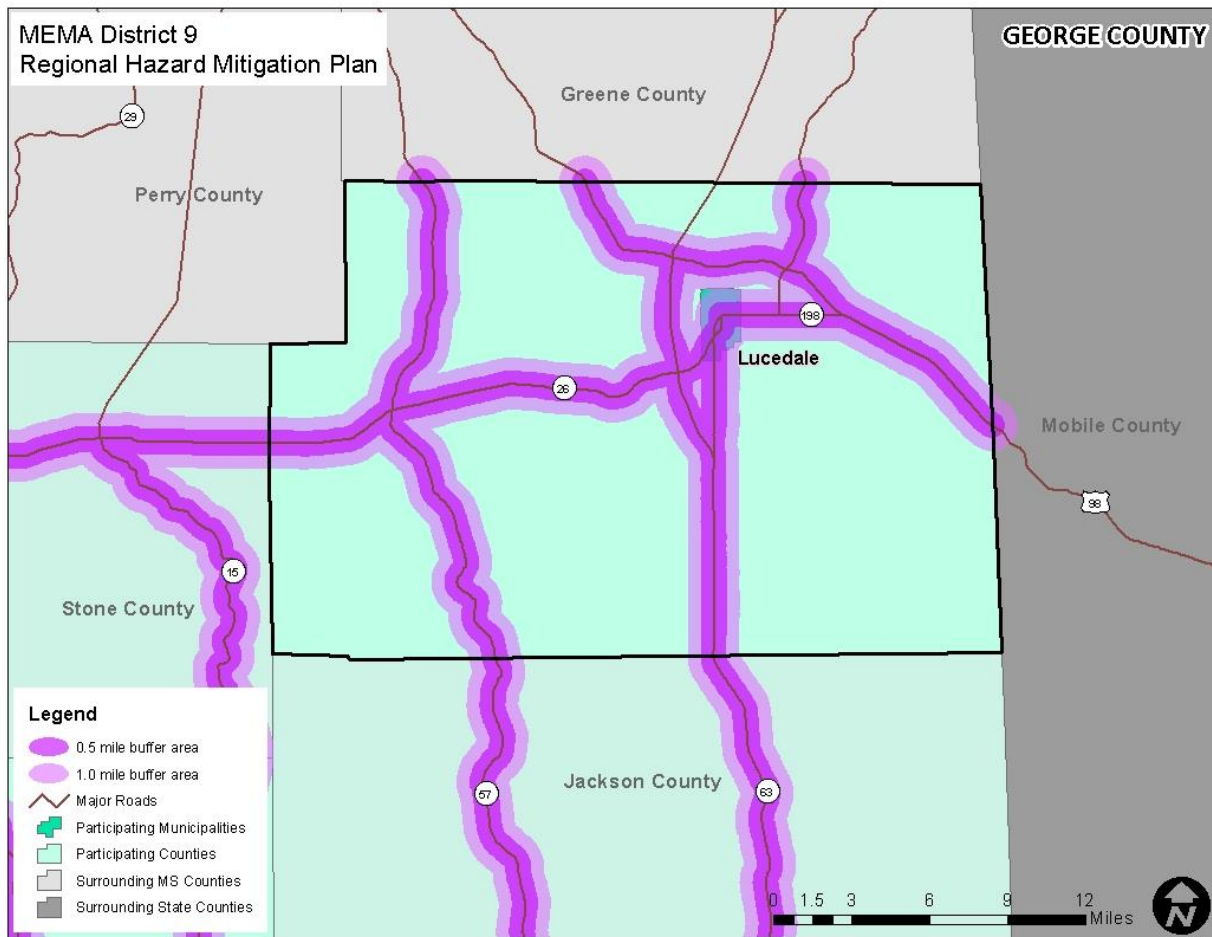 MEMA District 9
Regional Hazard Mitigation Plan
GEORGE COUNTY
Greene County
29
Perry County
198
Lucedale
26
Mobile County
98
15
Stone County
Legend
0.5 mile buffer area
1.0 mile buffer area
Major Roads
Participating Municipalities
Participating Counties
Surrounding MS Counties
Surrounding State Counties
Jackson County
57
63
0 1.5 3 6 9 12
Miles
N